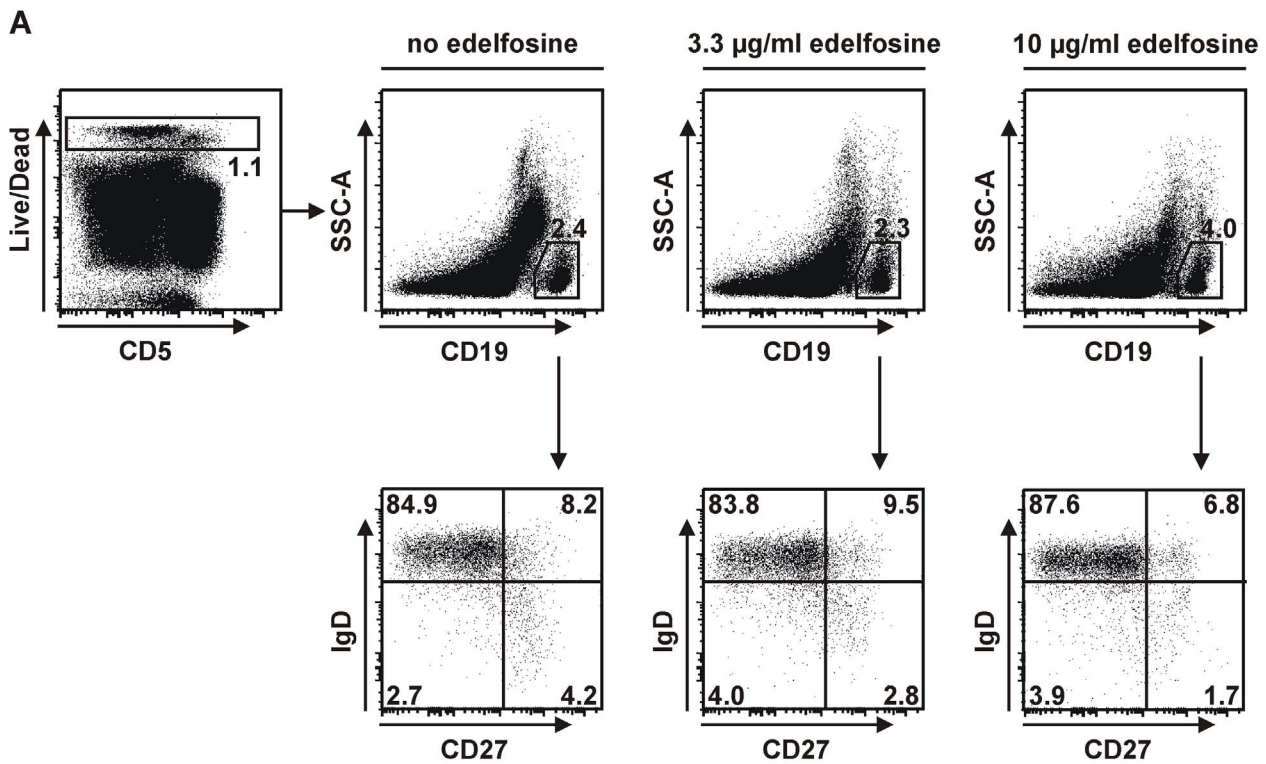 A
no edelfosine
3.3 µg/ml edelfosine
10 µg/ml edelfosine
Live/Dead
1.1
CD5
SSC-A
2.4
CD19
SSC-A
2.3
CD19
SSC-A
4.0
CD19
IgD
84.9
8.2
2.7
4.2
CD27
IgD
83.8
9.5
4.0
2.8
CD27
IgD
87.6
6.8
3.9
1.7
CD27